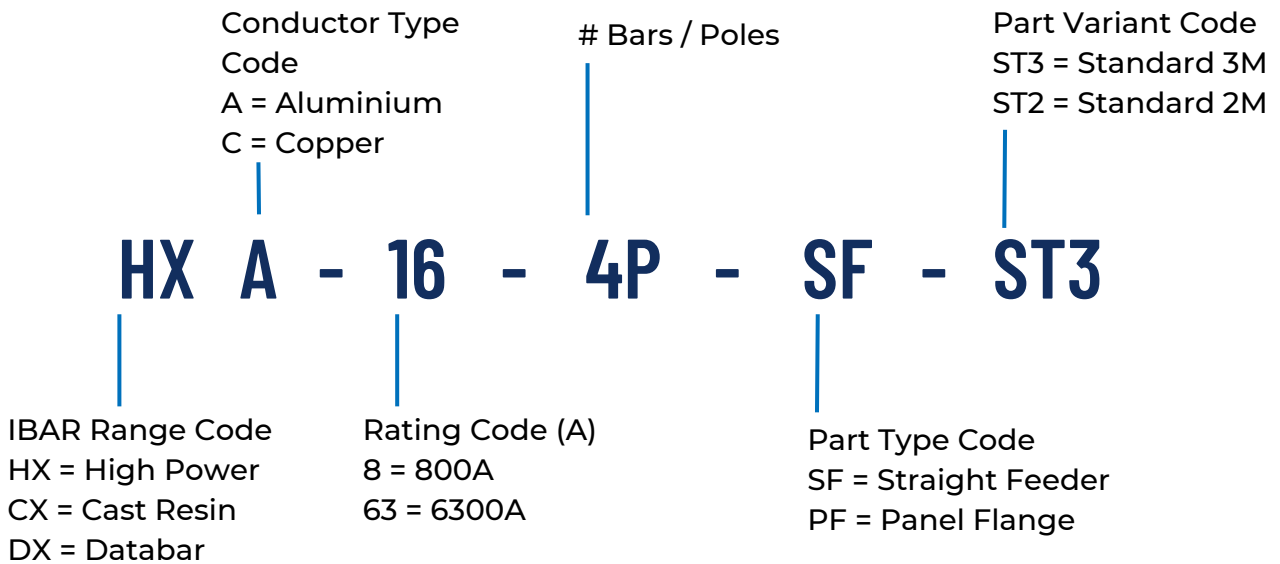 Conductor Type
Code
A = Aluminium
C = Copper
# Bars / Poles
Part Variant Code
ST3 = Standard 3M
ST2 = Standard 2M
HX A - 16 - 4P - SF - ST3
IBAR Range Code
HX = High Power
CX = Cast Resin
DX = Databar
Rating Code (A)
8 = 800A
63 = 6300A
Part Type Code
SF = Straight Feeder
PF = Panel Flange